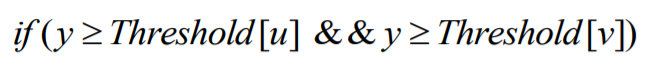 if (y ≥ Threshold[u] && y ≥ Threshold[v])